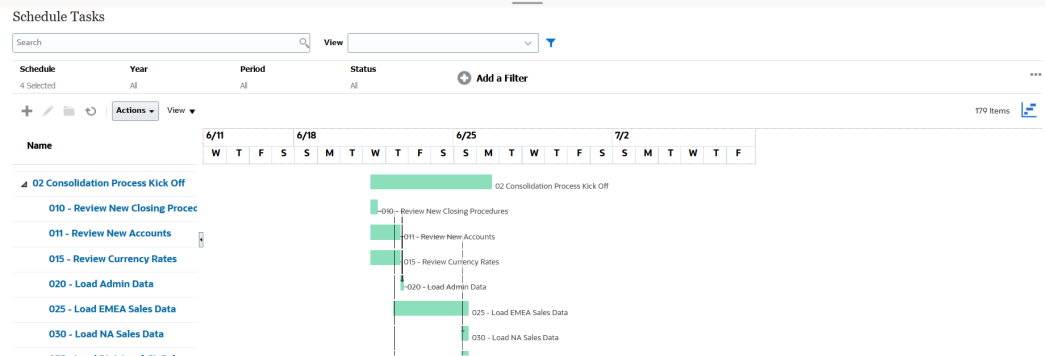 Schedule Tasks
Search
View
Schedule Year Period Status
4 Selected All All All
Add a Filter
Actions View
179 Items
Name
6/11 6/18 6/25 7/2
W T F S S M T W T F S S M T W T F S S M T W T F
02 Consolidation Process Kick Off 02 Consolidation Process Kick Off
010 - Review New Closing Proced 010 - Review New Closing Procedures
011 - Review New Accounts 011 - Review New Accounts
015 - Review Currency Rates 015 - Review Currency Rates
020 - Load Admin Data 020 - Load Admin Data
025 - Load EMEA Sales Data 025 - Load EMEA Sales Data
030 - Load NA Sales Data 030 - Load NA Sales Data